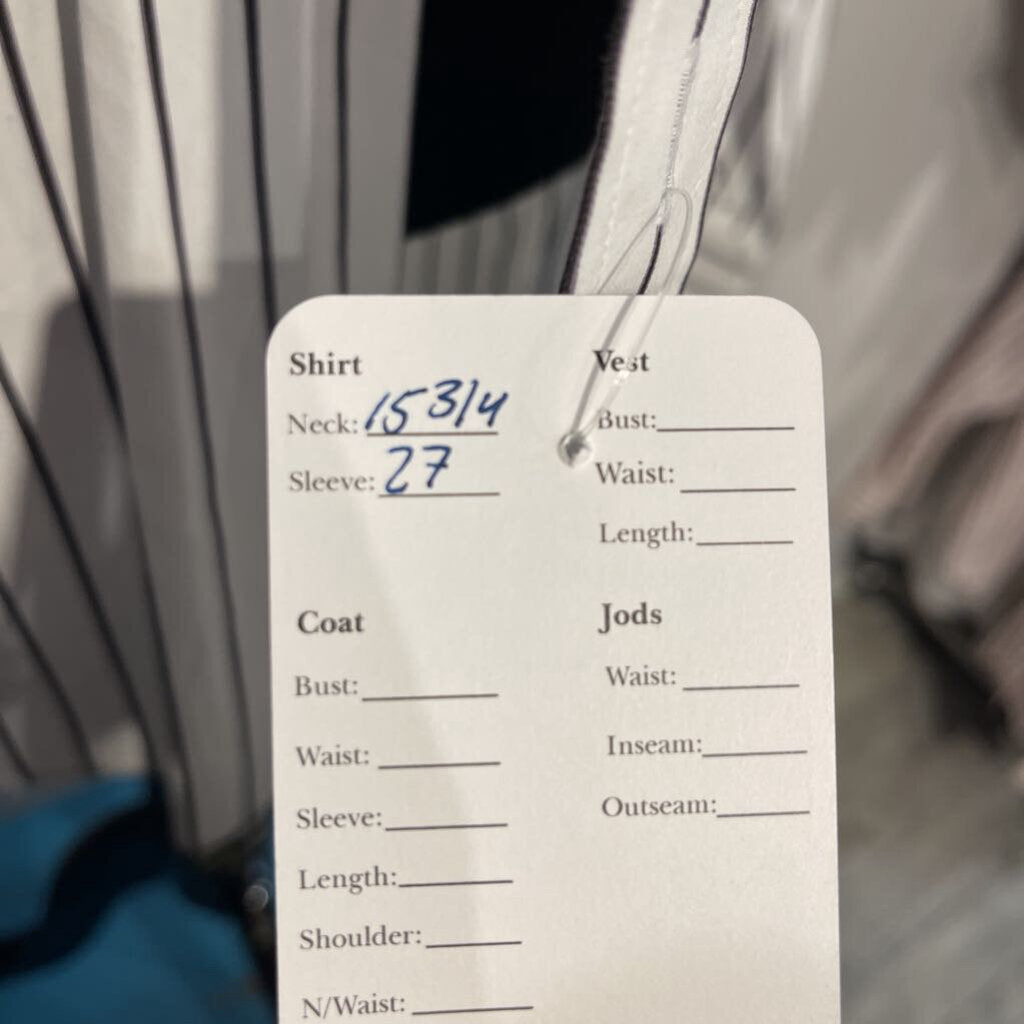 Shirt
Neck: 15 3/4
Sleeve: 27
Vest
Bust:
Waist:
Length:
Coat
Bust:
Waist:
Sleeve:
Length:
Shoulder:
N/Waist:
Jods
Waist:
Inseam:
Outseam: